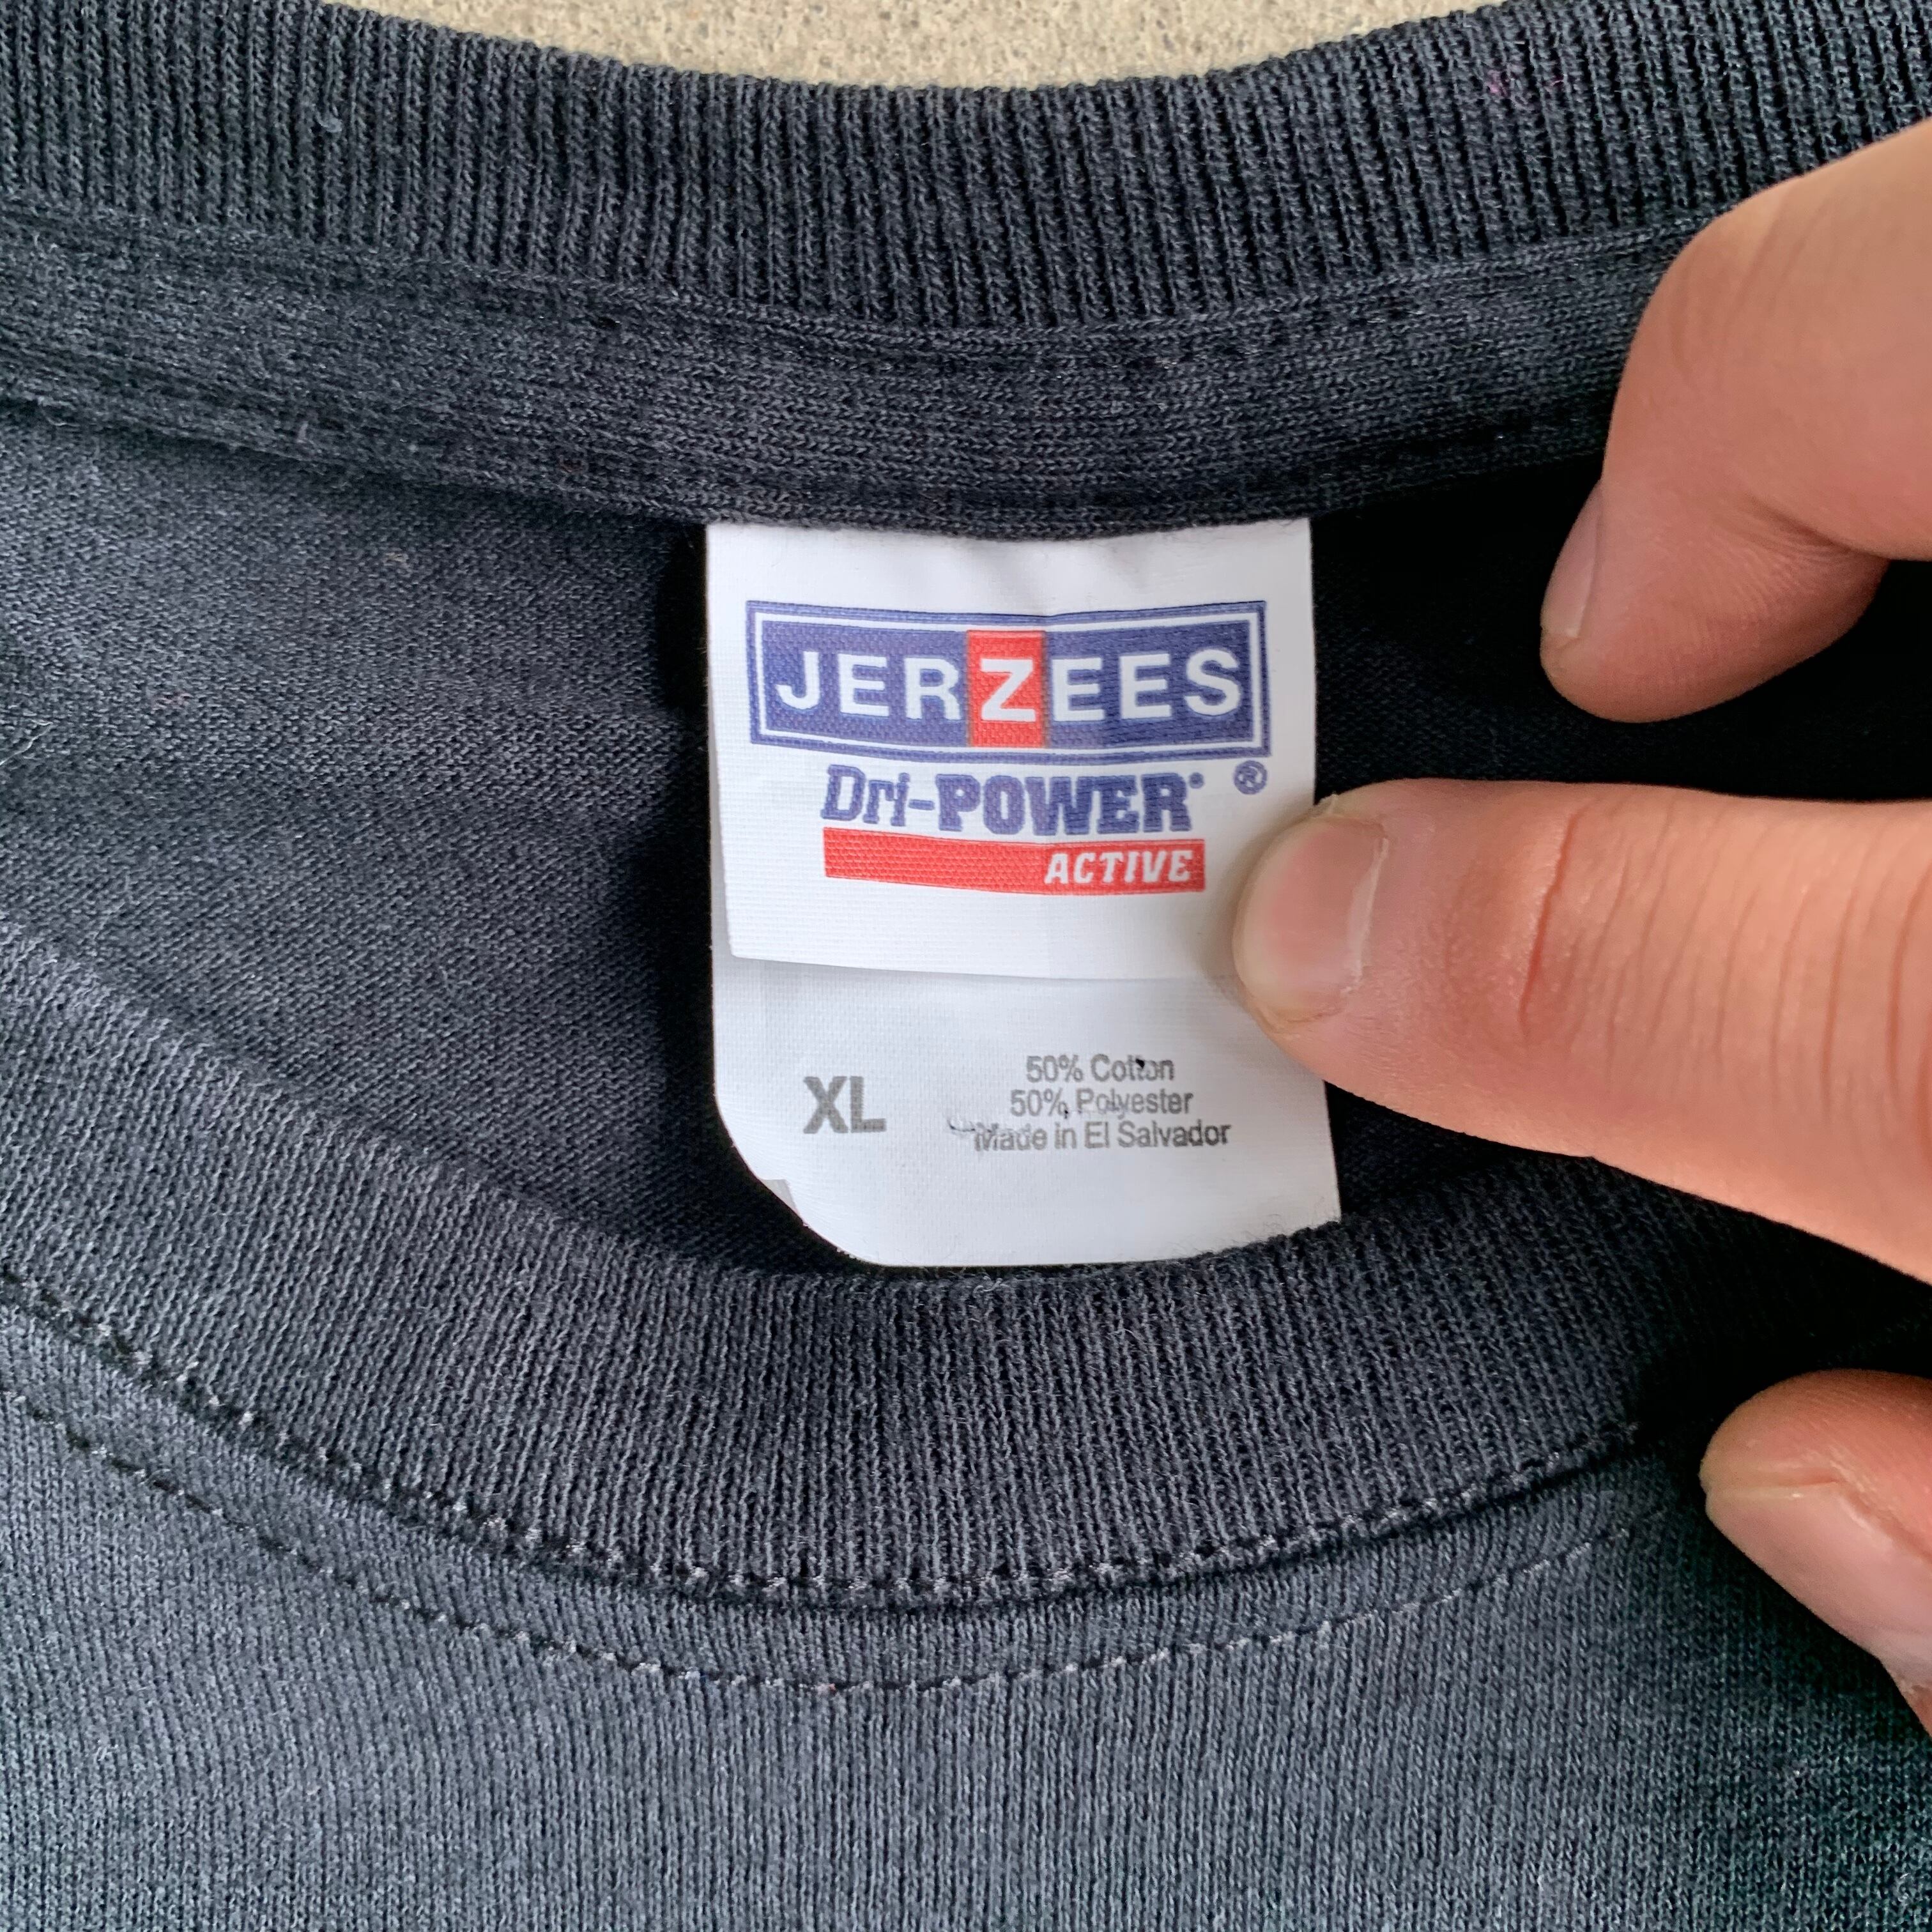 JERZEES
Dri-POWER ®
ACTIVE
XL
50% Cotton
50% Polyester
Made in El Salvador